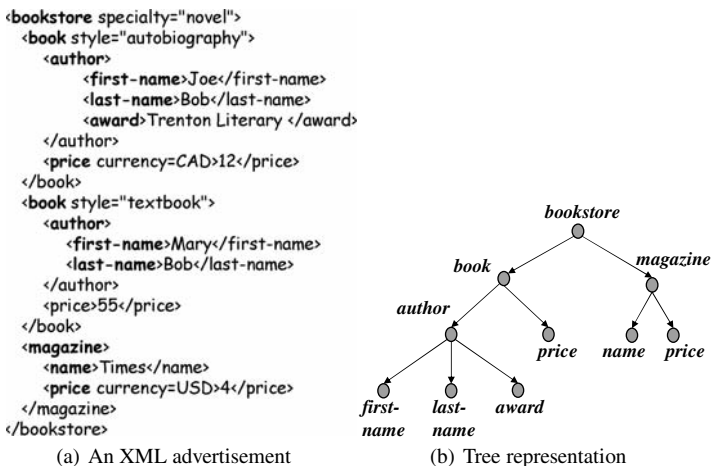 <bookstore specialty="novel">
<book style="autobiography">
<author>
<first-name>Joe</first-name>
<last-name>Bob</last-name>
<award>Trenton Literary </award>
</author>
<price currency=CAD>12</price>
</book>
<book style="textbook">
<author>
<first-name>Mary</first-name>
<last-name>Bob</last-name>
</author>
<price>55</price>
</book>
<magazine>
<name>Times</name>
<price currency=USD>4</price>
</magazine>
</bookstore>
(a) An XML advertisement
bookstore
book
magazine
author
price
name
price
first-
name
last-
name
award
(b) Tree representation